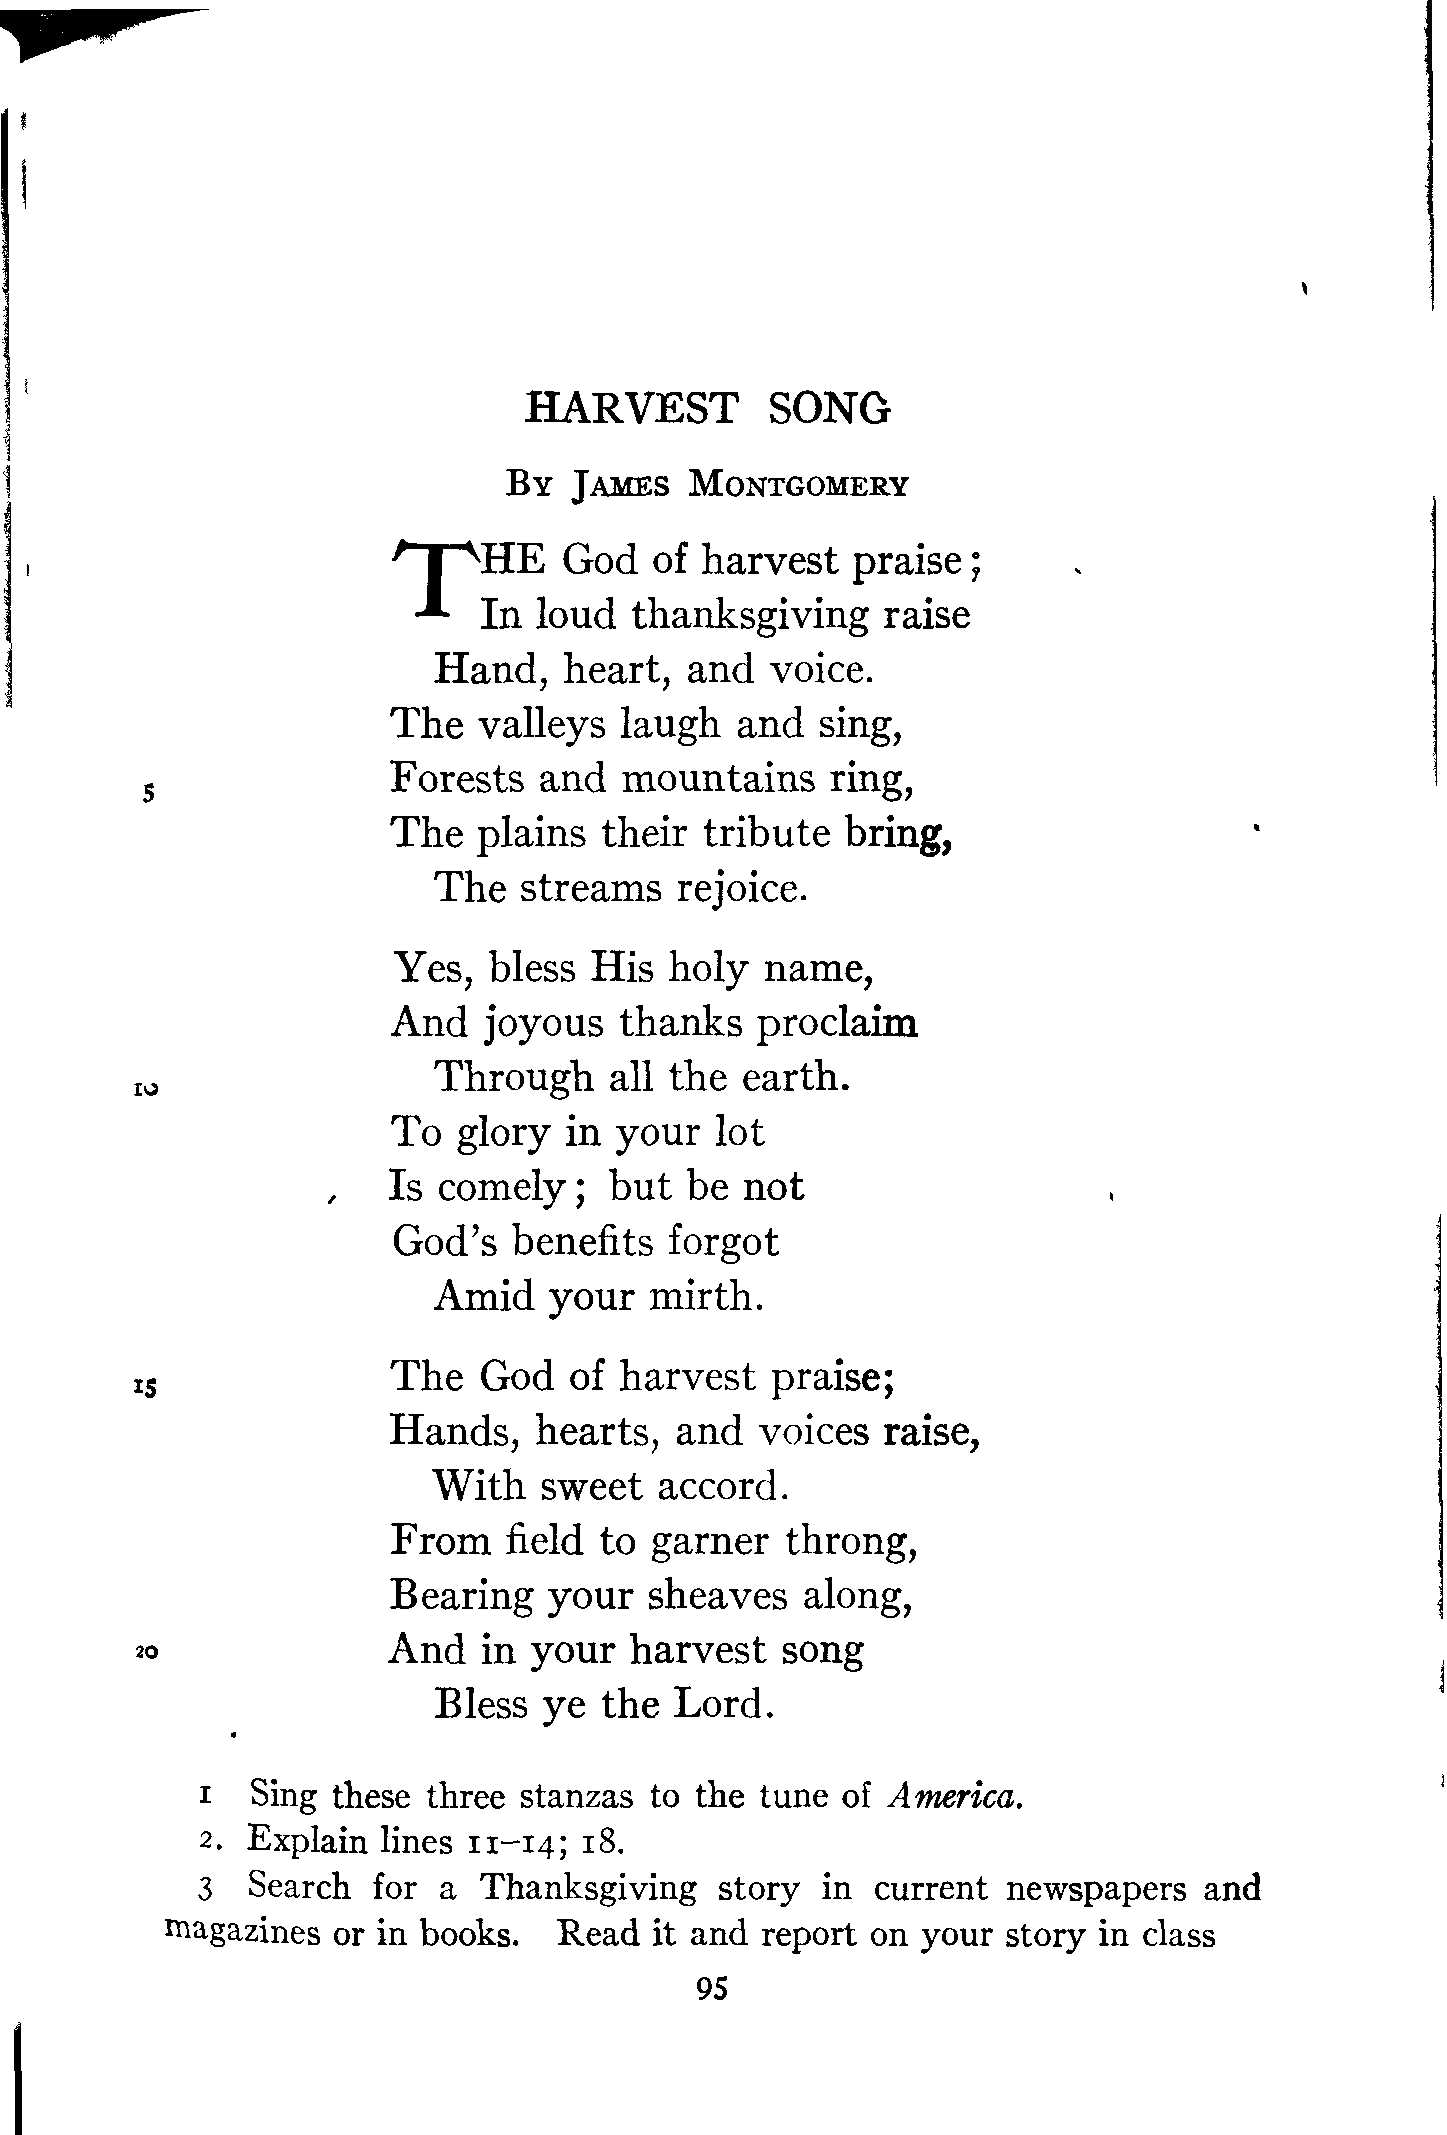 HARVEST SONG
BY JAMES MONTGOMERY
THE God of harvest praise;
In loud thanksgiving raise
Hand, heart, and voice.
The valleys laugh and sing,
5 Forests and mountains ring,
The plains their tribute bring,
The streams rejoice.
Yes, bless His holy name,
And joyous thanks proclaim
10 Through all the earth.
To glory in your lot
Is comely; but be not
God's benefits forgot
Amid your mirth.
15 The God of harvest praise;
Hands, hearts, and voices raise,
With sweet accord.
From field to garner throng,
Bearing your sheaves along,
20 And in your harvest song
Bless ye the Lord.
1 Sing these three stanzas to the tune of America.
2. Explain lines 11–14; 18.
3 Search for a Thanksgiving story in current newspapers and
magazines or in books. Read it and report on your story in class
95